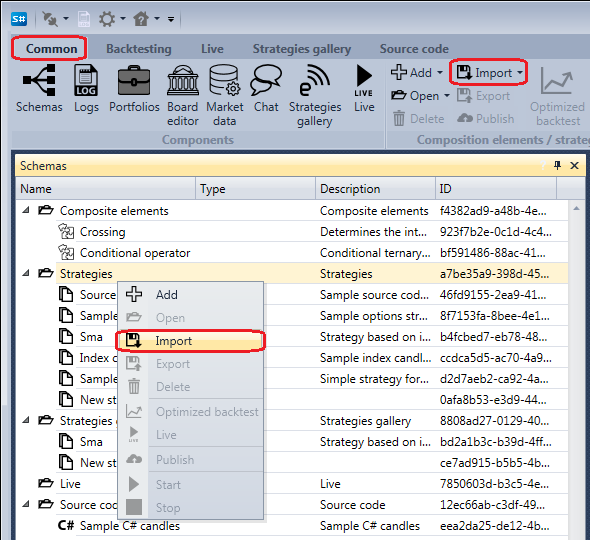 S#
Common Backtesting Live Strategies gallery Source code
Schemas Logs Portfolios Board editor Market data Chat Strategies gallery Live
Add Import
Open Export
Delete Publish
Optimized backtest
Components Composition elements /
Schemas
Name Type Description ID
Composite elements Composite elements f4382ad9-a48b-4e...
Crossing Determines the int... 923f7b2e-0c1d-4c4...
Conditional operator Conditional ternary... bf591486-88ac-41...
Strategies Strategies a7be35a9-398d-45...
Source Sample source cod... 46fd9155-2ea9-41...
Sample Sample options str... 8f7153fa-8bee-4e1...
Sma Strategy based on i... b4fcbed7-eb78-48...
Index c Sample index candl... ccdca5d5-ac70-4a9...
Sample Simple strategy for... d2d7aeb2-ca92-4a...
New st 0afa8b53-e3d9-44...
Strategies Strategies gallery 8808ad27-0129-40...
Sma Strategy based on i... bd2a1b3c-b39d-4ff...
New st ce7ad915-b5b5-4b...
Live Live 7850603d-b3c5-4e...
Source code Source code 12ec66ab-c3df-49...
C# Sample C# candles Sample C# candles eea2da25-de12-4b...
Add
Open
Import
Export
Delete
Optimized backtest
Live
Publish
Start
Stop